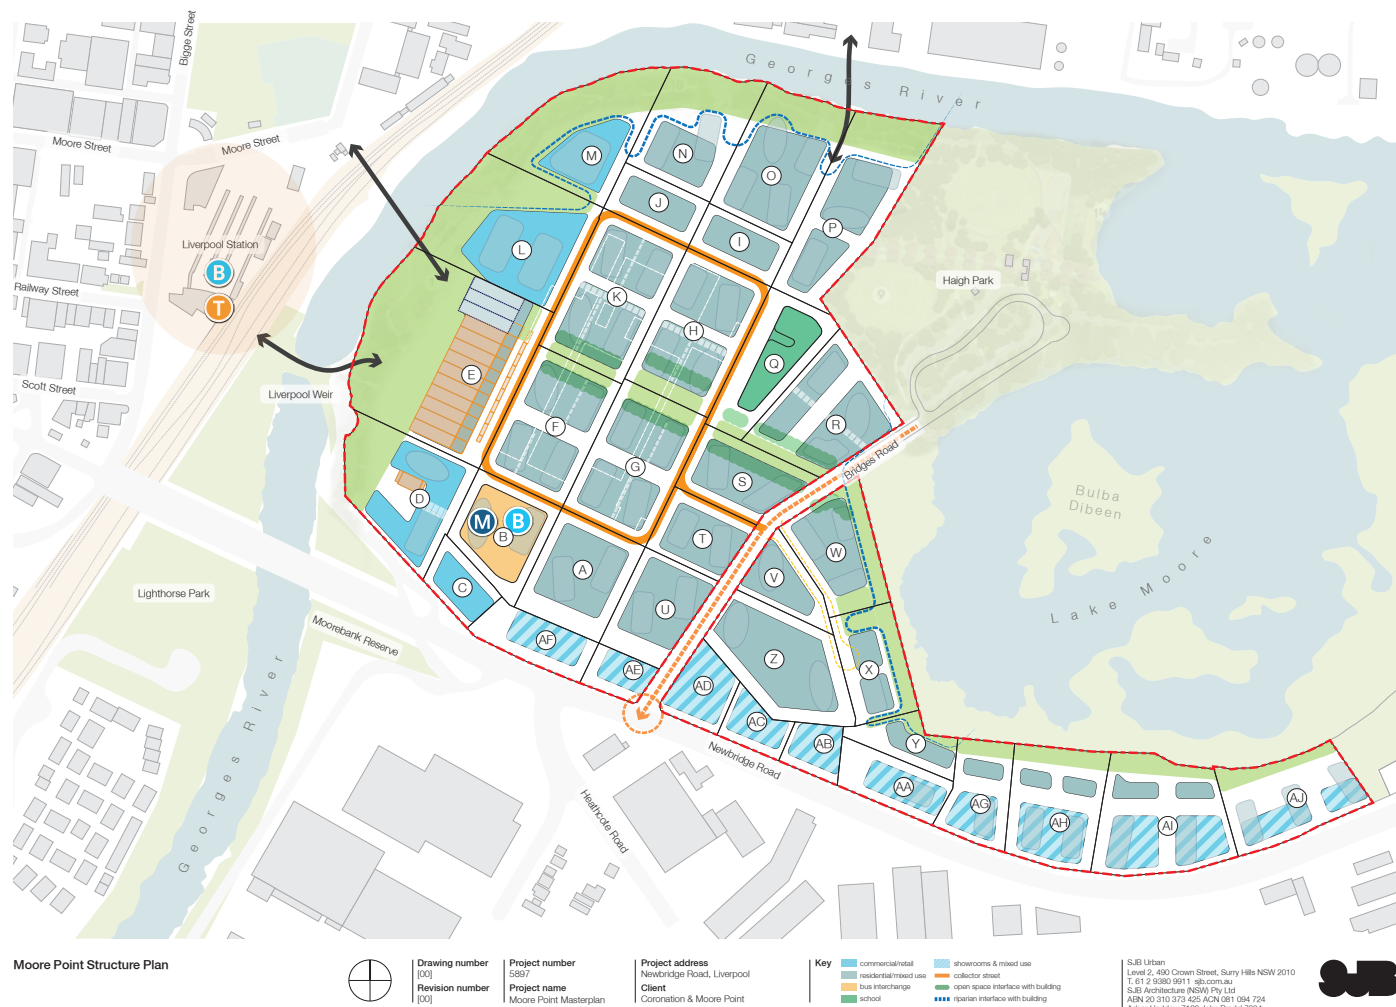 Bigge Street
Georges River
Moore Street
Moore Street
Liverpool Station
B
T
Railway Street
Scott Street
Liverpool Weir
Haigh Park
Bridges Road
Bulba
Dibeen
Lake Moore
Lighthorse Park
Moorebank Reserve
Georges River
Newbridge Road
Heathcote Road
M
N
O
P
J
I
L
K
H
Q
E
F
G
R
S
D
M
B
B
T
A
C
U
V
W
X
Z
Y
AF
AE
AD
AC
AB
AA
AG
AH
AI
AJ
Moore Point Structure Plan
Drawing number
[00]
Revision number
[00]
Project number
5897
Project name
Moore Point Masterplan
Project address
Newbridge Road, Liverpool
Client
Coronation & Moore Point
Key
commercial/retail
residential/mixed use
bus interchange
school
showrooms & mixed use
collector street
open space interface with building
riparian interface with building
SJB Urban
Level 2, 490 Crown Street, Surry Hills NSW 2010
T. 61 2 9380 9911 sjb.com.au
SJB Architecture (NSW) Pty Ltd
ABN 20 310 373 425 ACN 081 094 724
SJB